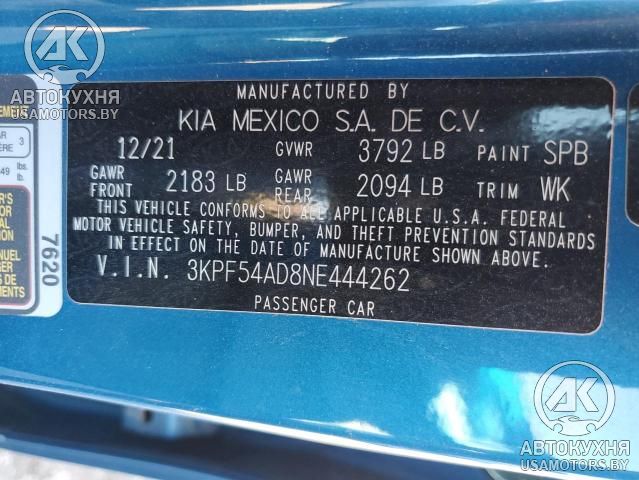 AK
АВТОКУХНЯ
USAMOTORS.BY
MANUFACTURED BY
KIA MEXICO S.A. DE C.V.
12/21 GVWR 3792 LB PAINT SPB
GAWR FRONT 2183 LB GAWR REAR 2094 LB TRIM WK
THIS VEHICLE CONFORMS TO ALL APPLICABLE U.S.A. FEDERAL
MOTOR VEHICLE SAFETY, BUMPER, AND THEFT PREVENTION STANDARDS
IN EFFECT ON THE DATE OF MANUFACTURE SHOWN ABOVE
V.I.N. 3KPF54AD8NE444262
PASSENGER CAR
7620
AK
АВТОКУХНЯ
USAMOTORS.BY